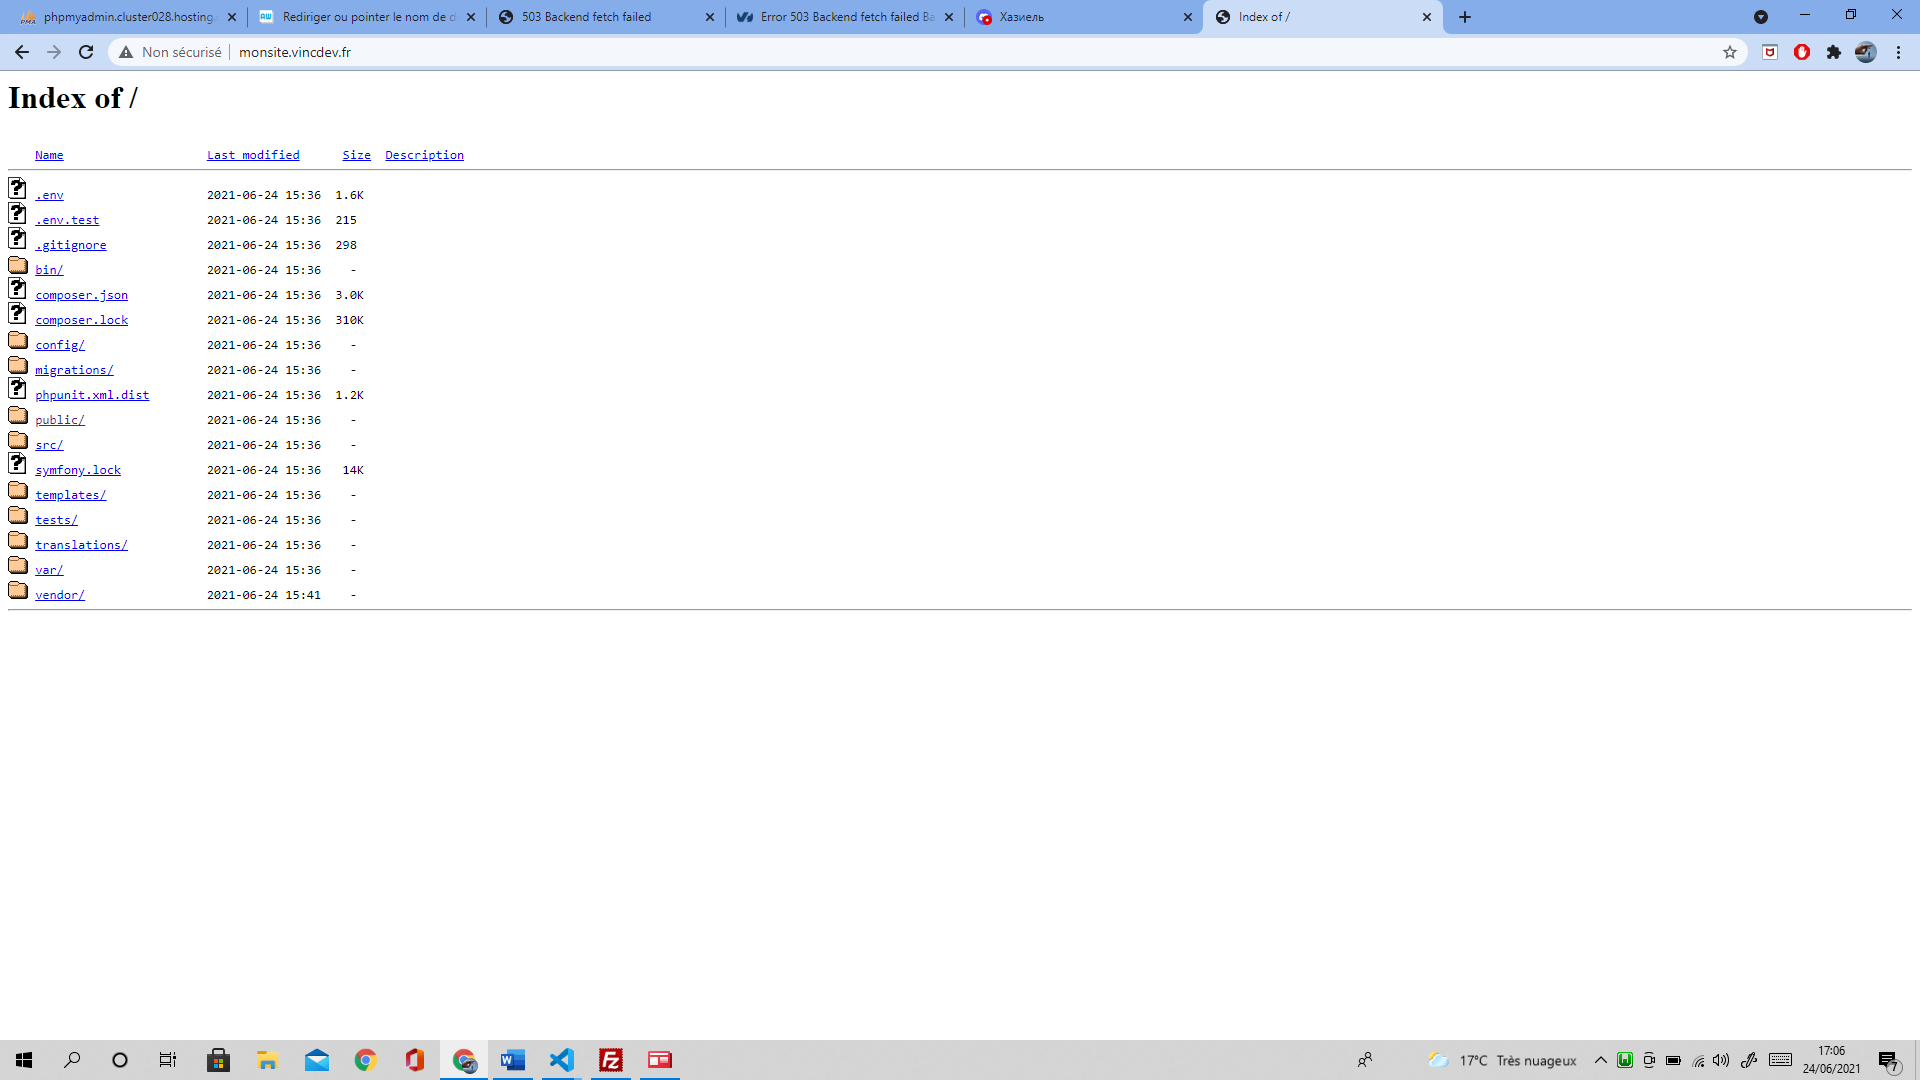 phpmyadmin.cluster028.hosting.
Rediriger ou pointer le nom de d
503 Backend fetch failed
Error 503 Backend fetch failed Ba
Хазиель
Index of /
Non sécurisé
monsite.vincdev.fr
Index of /
Name Last modified Size Description
.env 2021-06-24 15:36 1.6K
.env.test 2021-06-24 15:36 215
.gitignore 2021-06-24 15:36 298
bin/ 2021-06-24 15:36 -
composer.json 2021-06-24 15:36 3.0K
composer.lock 2021-06-24 15:36 310K
config/ 2021-06-24 15:36 -
migrations/ 2021-06-24 15:36 -
phpunit.xml.dist 2021-06-24 15:36 1.2K
public/ 2021-06-24 15:36 -
src/ 2021-06-24 15:36 -
symfony.lock 2021-06-24 15:36 14K
templates/ 2021-06-24 15:36 -
tests/ 2021-06-24 15:36 -
translations/ 2021-06-24 15:36 -
var/ 2021-06-24 15:36 -
vendor/ 2021-06-24 15:41 -
17°C Très nuageux
17:06
24/06/2021
7